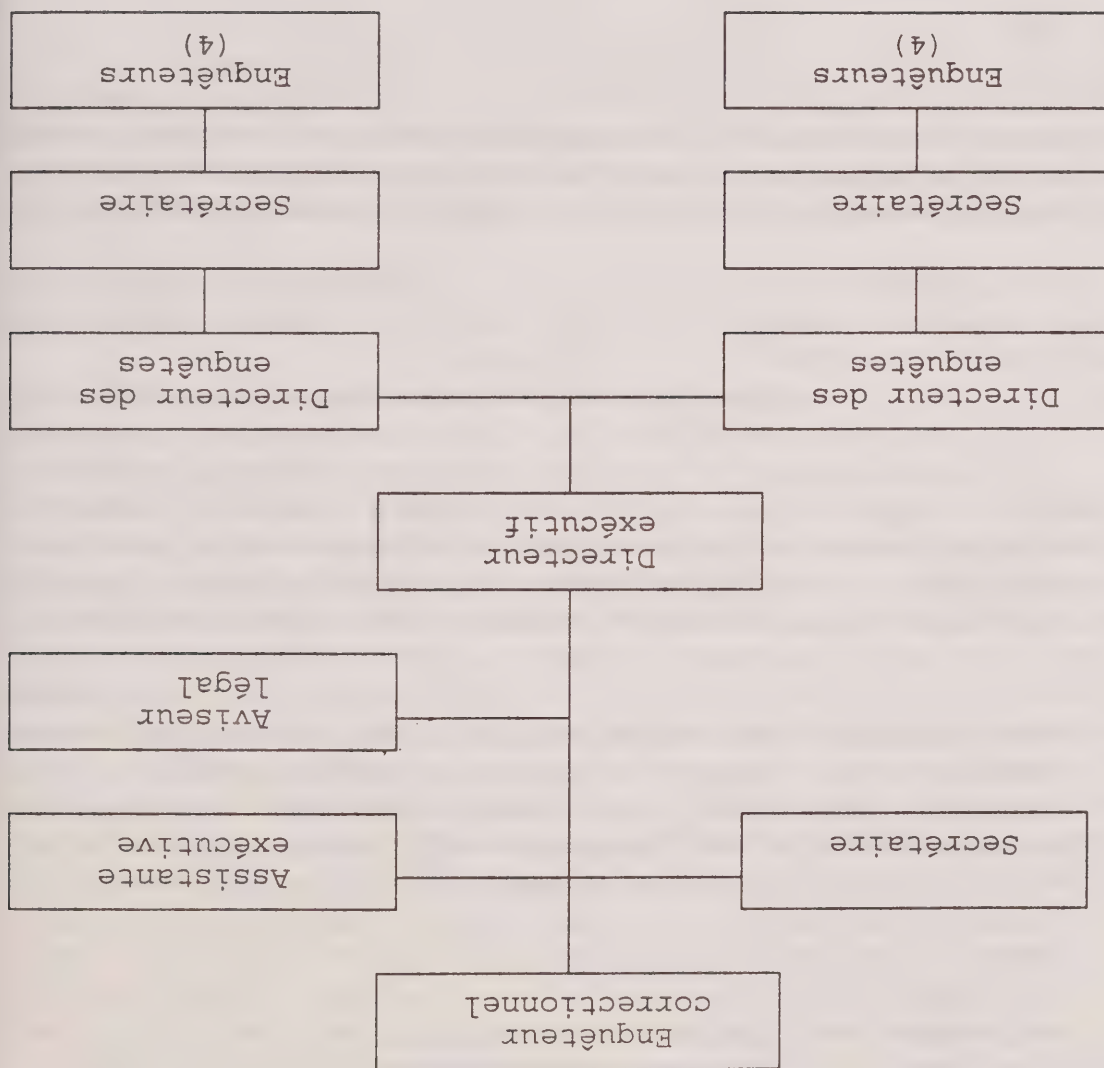 Enquêteur
correctionnel
Secrétaire
Assistante
exécutive
Aviseur
légal
Directeur
exécutif
Directeur des
enquêtes
Directeur des
enquêtes
Secrétaire
Secrétaire
Enquêteurs
(4)
Enquêteurs
(4)